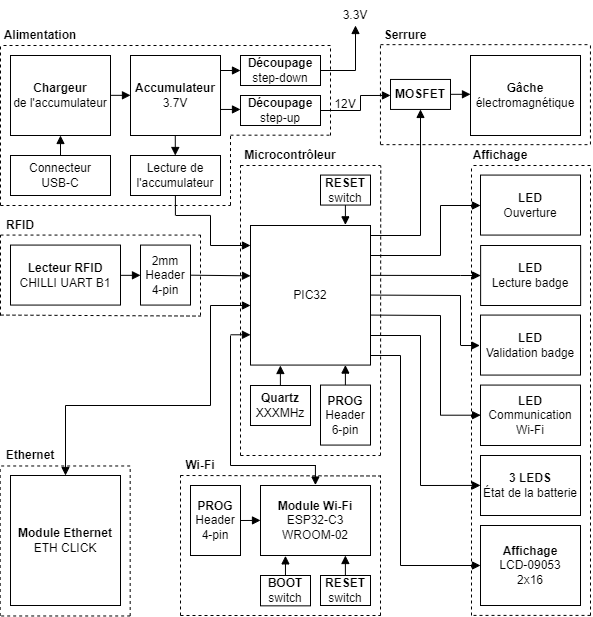 Alimentation
Chargeur
de l'accumulateur
Accumulateur
3.7V
Découpage
step-down
Découpage
step-up
3.3V
12V
Connecteur
USB-C
Lecture de
l'accumulateur
Serrure
MOSFET
Gâche
électromagnétique
Microcontrôleur
RESET
switch
PIC32
Quartz
XXXMHz
PROG
Header
6-pin
Affichage
LED
Ouverture
LED
Lecture badge
LED
Validation badge
LED
Communication
Wi-Fi
3 LEDS
État de la batterie
Affichage
LCD-09053
2x16
RFID
Lecteur RFID
CHILLI UART B1
2mm
Header
4-pin
Ethernet
Module Ethernet
ETH CLICK
Wi-Fi
PROG
Header
4-pin
Module Wi-Fi
ESP32-C3
WROOM-02
BOOT
switch
RESET
switch